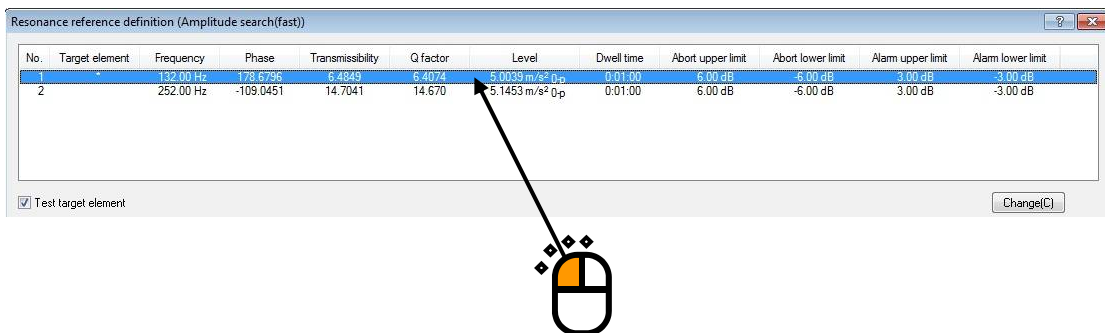 Resonance reference definition (Amplitude search(fast))
No. Target element Frequency Phase Transmissibility Q factor Level Dwell time Abort upper limit Abort lower limit Alarm upper limit Alarm lower limit
1 * 132.00 Hz 178.6796 6.4849 6.4074 5.0039 m/s² 0-p 0:01:00 6.00 dB -6.00 dB 3.00 dB -3.00 dB
2 252.00 Hz -109.0451 14.7041 14.670 5.1453 m/s² 0-p 0:01:00 6.00 dB -6.00 dB 3.00 dB -3.00 dB
Test target element Change(C)